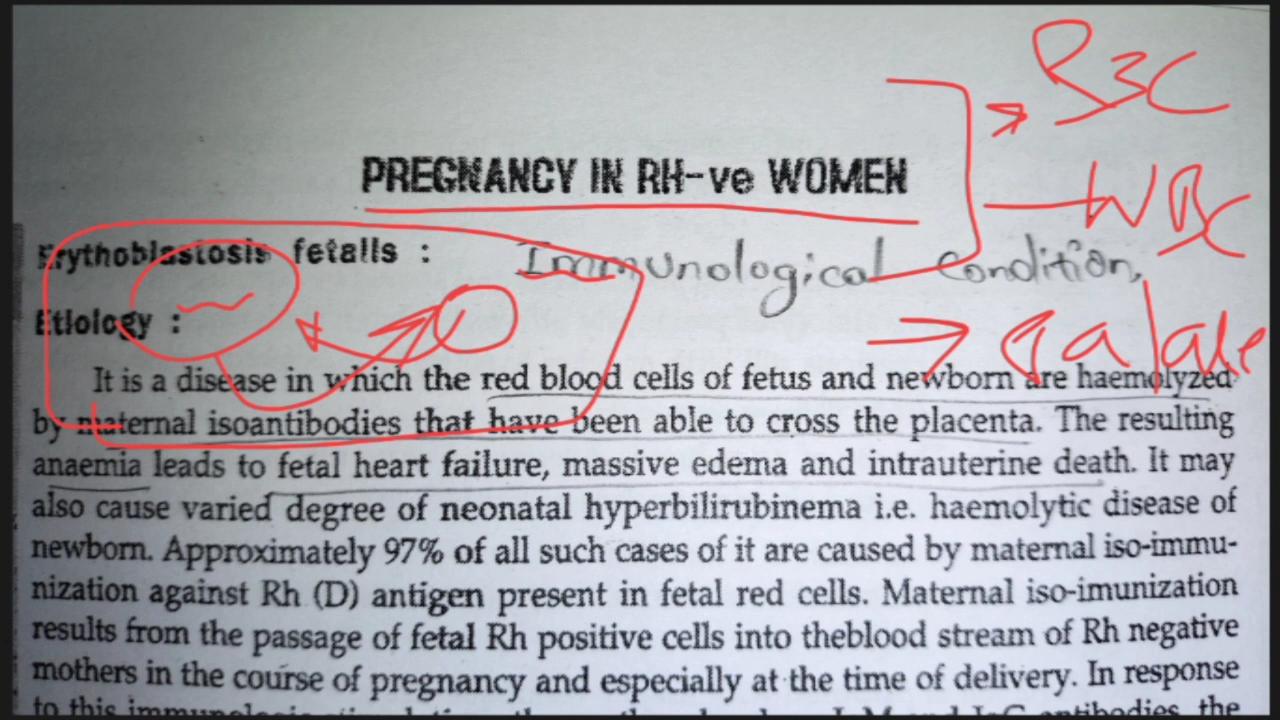 RBC
PREGNANCY IN RH-ve WOMEN
WBC
Erythoblastosis fetalls : Immunological Condition,
Etiology :
It is a disease in which the red blood cells of fetus and newborn are haemolyzed
by maternal isoantibodies that have been able to cross the placenta. The resulting
anaemia leads to fetal heart failure, massive edema and intrauterine death. It may
also cause varied degree of neonatal hyperbilirubinema i.e. haemolytic disease of
newborn. Approximately 97% of all such cases of it are caused by maternal iso-immu-
nization against Rh (D) antigen present in fetal red cells. Maternal iso-imunization
results from the passage of fetal Rh positive cells into theblood stream of Rh negative
mothers in the course of pregnancy and especially at the time of delivery. In response
to this